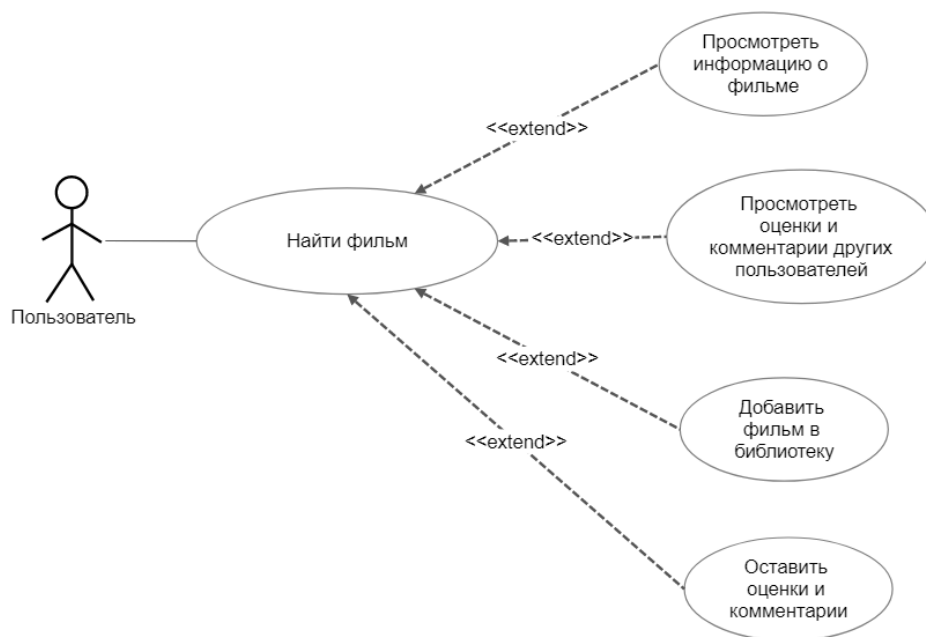 Просмотреть
информацию о
фильме
<<extend>>
Просмотреть
оценки и
комментарии других
пользователей
<<extend>>
Найти фильм
Пользователь
<<extend>>
Добавить
фильм в
библиотеку
<<extend>>
Оставить
оценки и
комментарии